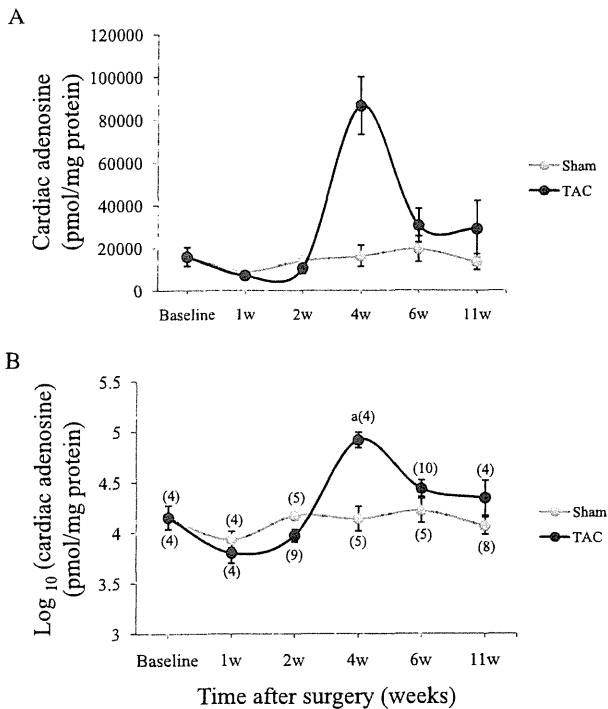 A
Cardiac adenosine
(pmol/mg protein)
120000
100000
80000
60000
40000
20000
0
Baseline 1w 2w 4w 6w 11w
Sham
TAC
B
Log 10 (cardiac adenosine)
(pmol/mg protein)
5.5
5
4.5
4
3.5
3
a(4)
(10) (4)
(4) (4) (5)
(4) (4) (9) (5) (5) (8)
Sham
TAC
Baseline 1w 2w 4w 6w 11w
Time after surgery (weeks)